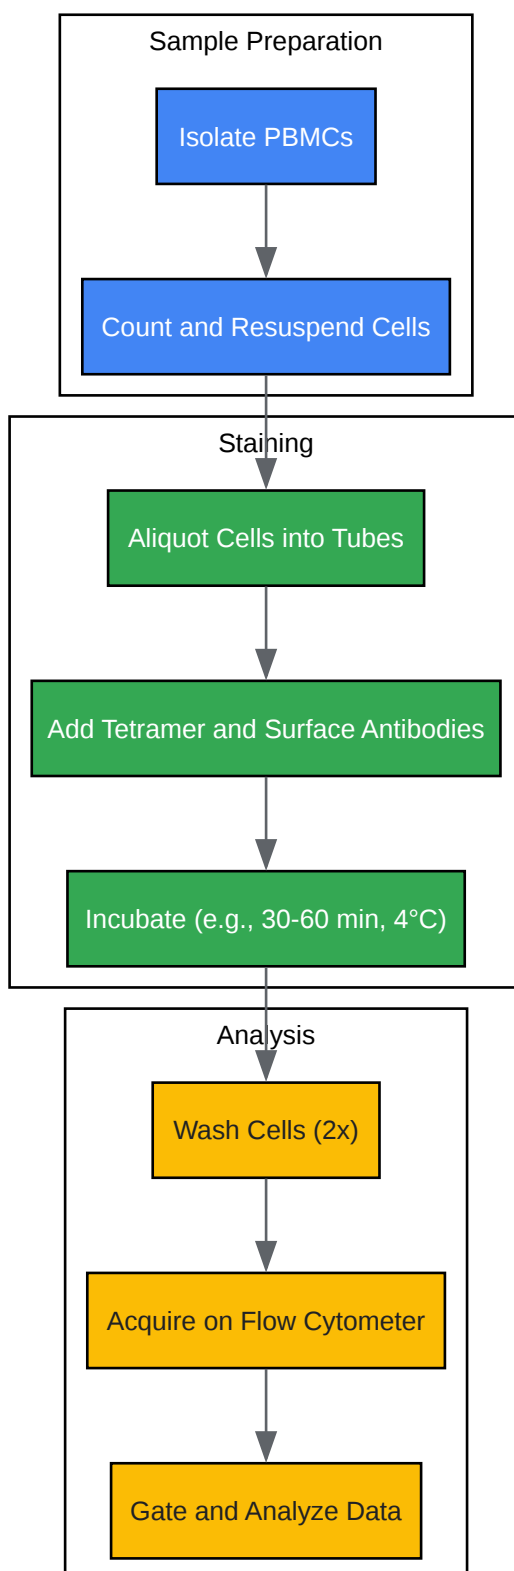 Sample Preparation
Isolate PBMCs
Count and Resuspend Cells
Staining
Aliquot Cells into Tubes
Add Tetramer and Surface Antibodies
Incubate (e.g., 30-60 min, 4°C)
Analysis
Wash Cells (2x)
Acquire on Flow Cytometer
Gate and Analyze Data